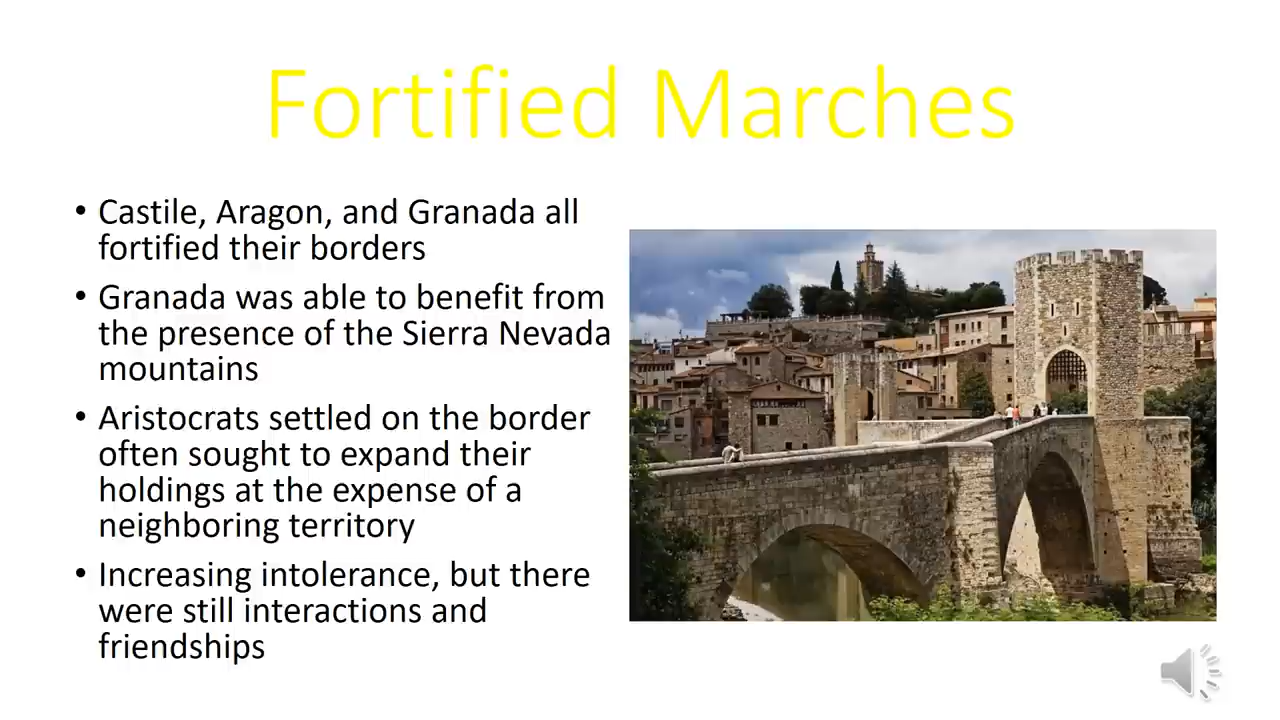 Fortified Marches
• Castile, Aragon, and Granada all
fortified their borders
• Granada was able to benefit from
the presence of the Sierra Nevada
mountains
• Aristocrats settled on the border
often sought to expand their
holdings at the expense of a
neighboring territory
• Increasing intolerance, but there
were still interactions and
friendships